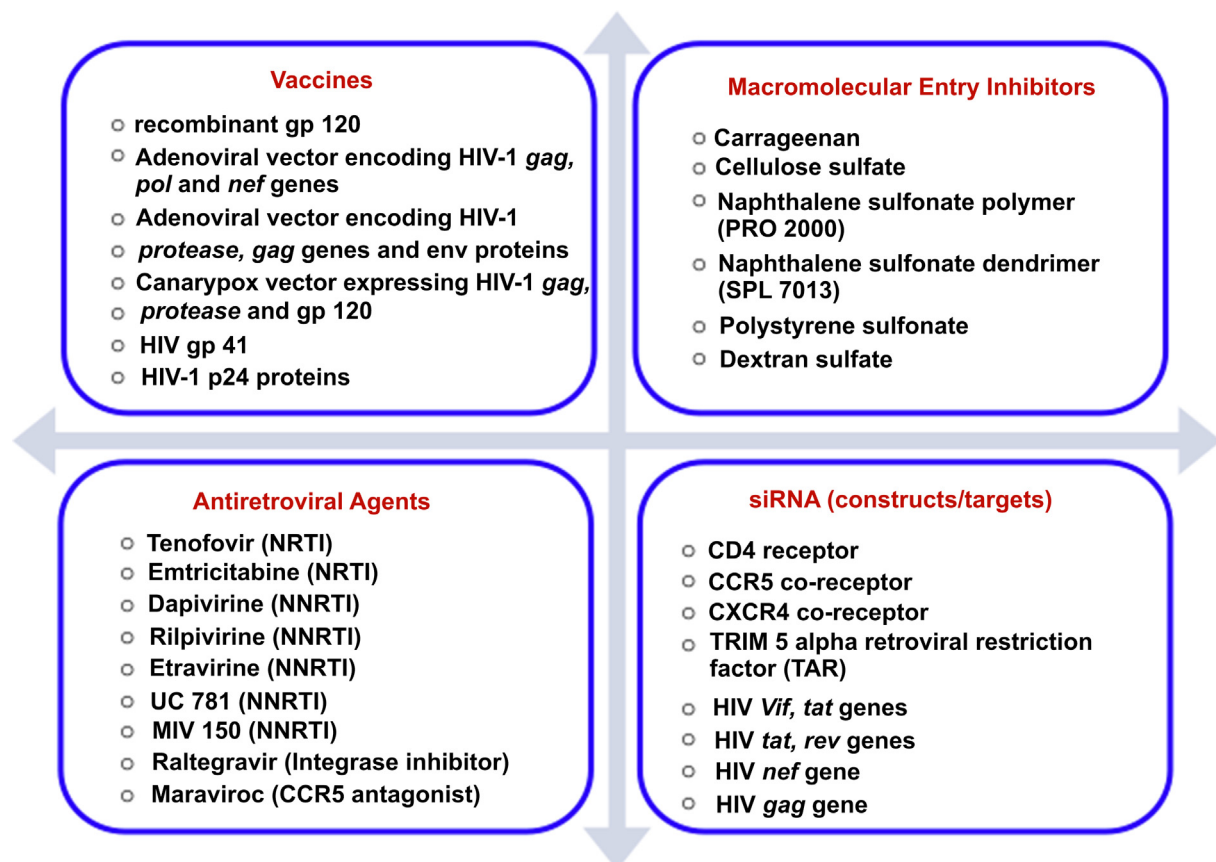 Vaccines
recombinant gp 120
Adenoviral vector encoding HIV-1 gag,
pol and nef genes
Adenoviral vector encoding HIV-1
protease, gag genes and env proteins
Canarypox vector expressing HIV-1 gag,
protease and gp 120
HIV gp 41
HIV-1 p24 proteins
Macromolecular Entry Inhibitors
Carrageenan
Cellulose sulfate
Naphthalene sulfonate polymer
(PRO 2000)
Naphthalene sulfonate dendrimer
(SPL 7013)
Polystyrene sulfonate
Dextran sulfate
Antiretroviral Agents
Tenofovir (NRTI)
Emtricitabine (NRTI)
Dapivirine (NNRTI)
Rilpivirine (NNRTI)
Etravirine (NNRTI)
UC 781 (NNRTI)
MIV 150 (NNRTI)
Raltegravir (Integrase inhibitor)
Maraviroc (CCR5 antagonist)
siRNA (constructs/targets)
CD4 receptor
CCR5 co-receptor
CXCR4 co-receptor
TRIM 5 alpha retroviral restriction
factor (TAR)
HIV Vif, tat genes
HIV tat, rev genes
HIV nef gene
HIV gag gene